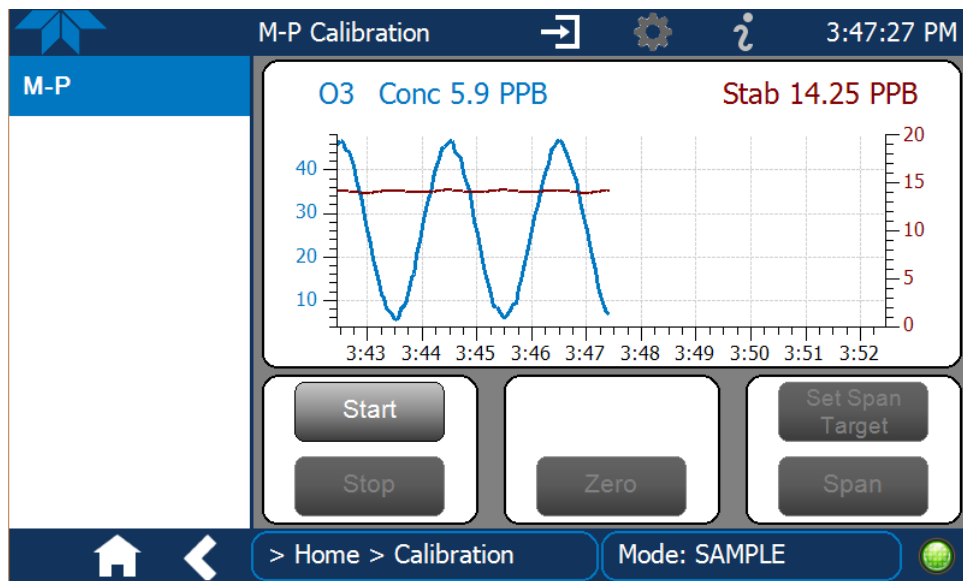 M-P Calibration
3:47:27 PM
M-P
O3 Conc 5.9 PPB
Stab 14.25 PPB
40
30
20
10
20
15
10
5
0
3:43 3:44 3:45 3:46 3:47 3:48 3:49 3:50 3:51 3:52
Start
Stop
Zero
Set Span
Target
Span
> Home > Calibration
Mode: SAMPLE